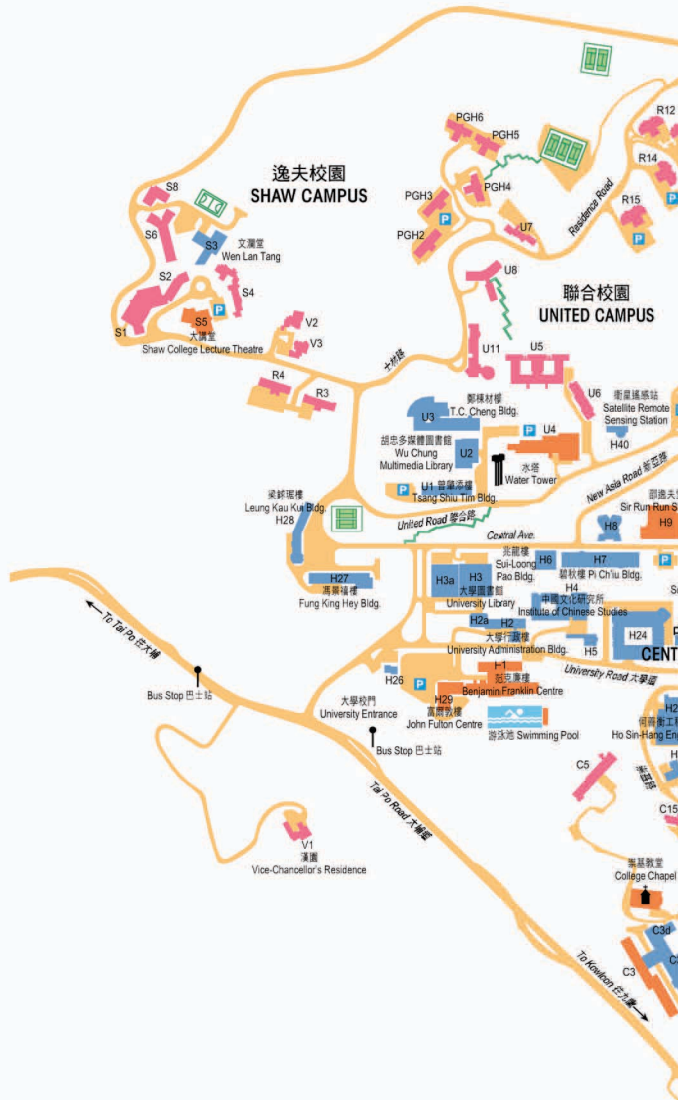 R12
PGH6
PGH5
R14
逸夫校園
SHAW CAMPUS
S8
PGH4
PGH3
Rasidence Road
R15
P
P
P
U7
S6
S3
文瀾堂
Wen Lan Tang
PGH2
S2
U8
聯合校園
UNITED CAMPUS
S4
P
S5
S1
大講堂
Shaw College Lecture Theatre
V2
V3
士林路
U11
U5
R4
R3
U6
衛星遙感站
Satellite Remote
Sensing Station
H40
鄭棟材樓
T.C. Cheng Bldg.
U3
P
U4
胡忠多媒體圖書館
Wu Chung
Multimedia Library
U2
水塔
Water Tower
New Asia Road 新亞路
P
U1 曾肇添樓
Tsang Shiu Tim Bldg.
United Road 聯合路
梁銶琚樓
Leung Kau Kui Bldg.
H28
邵逸夫
Sir Run Run S
H8
H9
Central Ave.
兆龍樓
Sui-Loong
Pao Bldg.
H6
H7
碧秋樓 Pi Ch'iu Bldg.
P
H27
馮景禧樓
Fung King Hey Bldg.
H3a
H3
大學圖書館
University Library
H4
中國文化研究所
Institute of Chinese Studies
H2a
H2
大學行政樓
University Administration Bldg.
H5
H24
CENT
To Tai Po 往大埔
University Road 大學道
H26
H1
范克廉樓
Benjamin Franklin Centre
P
H29
富爾敦樓
John Fulton Centre
Bus Stop 巴士站
大學校門
University Entrance
游泳池 Swimming Pool
H2
何善衡工程
Ho Sin-Hang Eng
Bus Stop 巴士站
H
C5
崇基路
Tai Po Road 大埔道
C15
V1
漢園
Vice-Chancellor's Residence
崇基教堂
College Chapel
C3d
C3
To Kowloon 往九龍